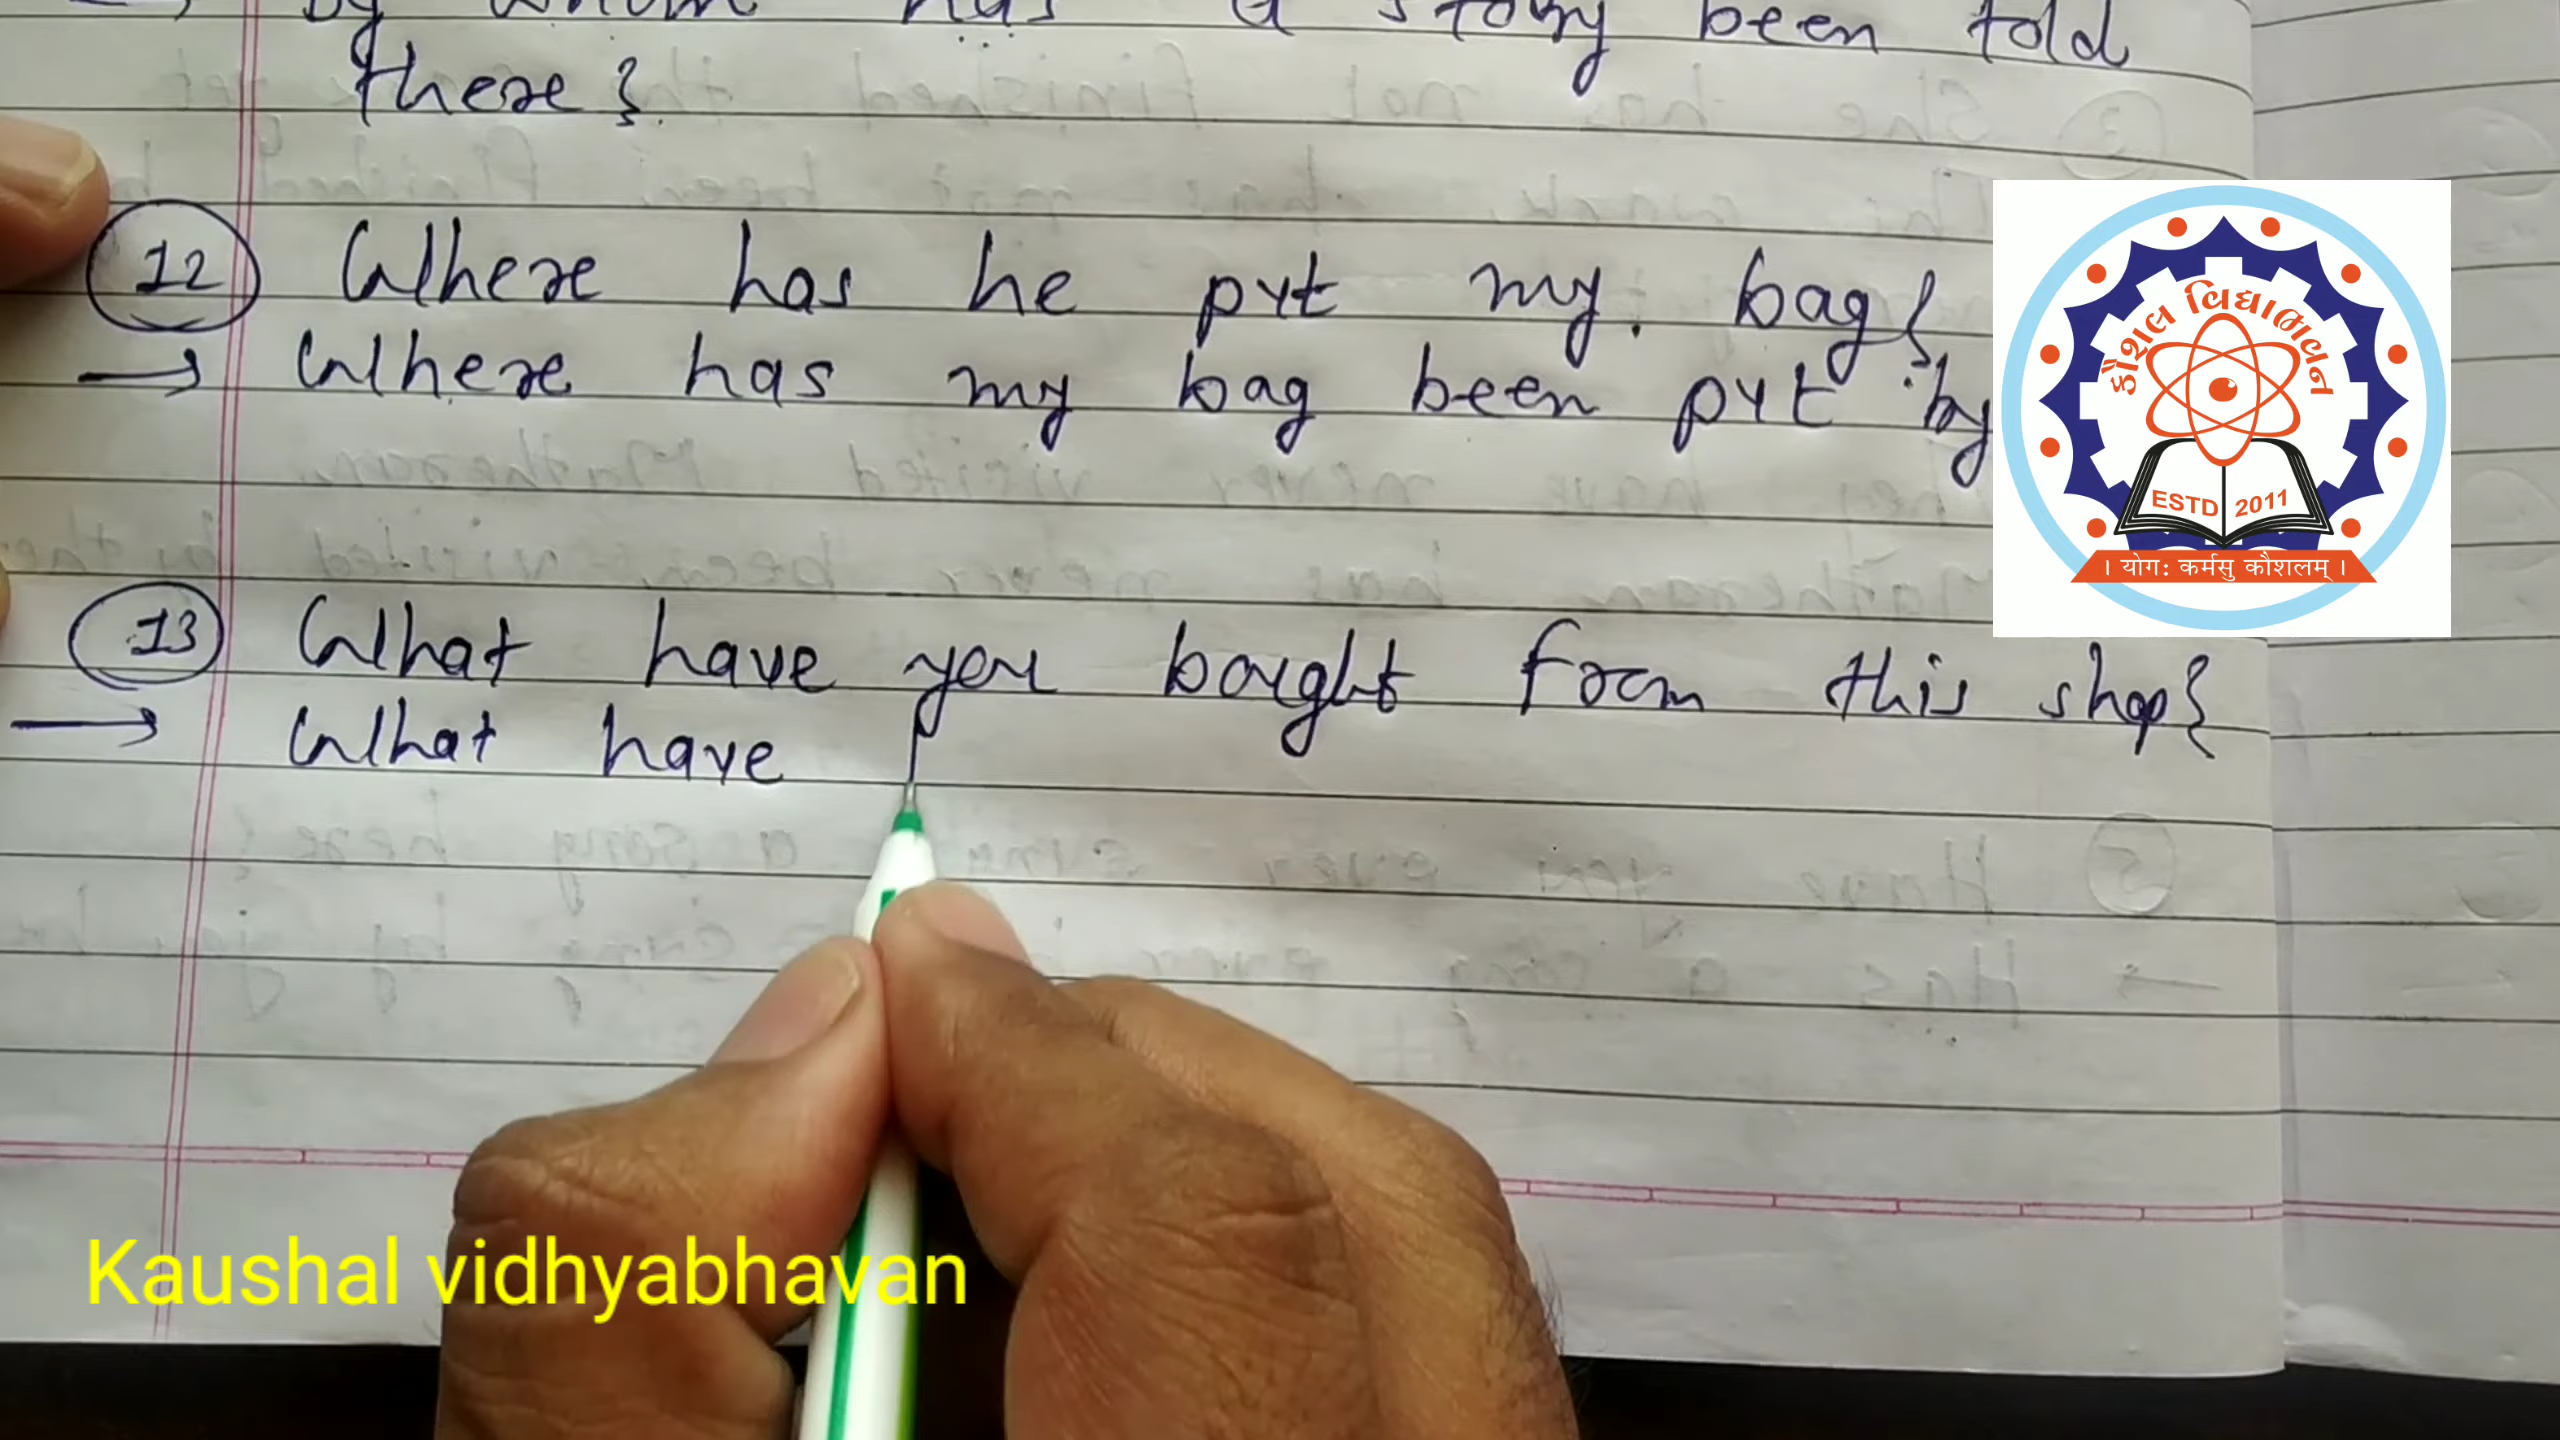 by whom has a story been told
there?
12 Where has he put my bag?
→ Where has my bag been put by
13 What have you bought from this shop?
→ What have
કૌશલ વિદ્યાભવન
ESTD 2011
। योगः कर्मसु कौशलम् ।
Kaushal vidhyabhavan